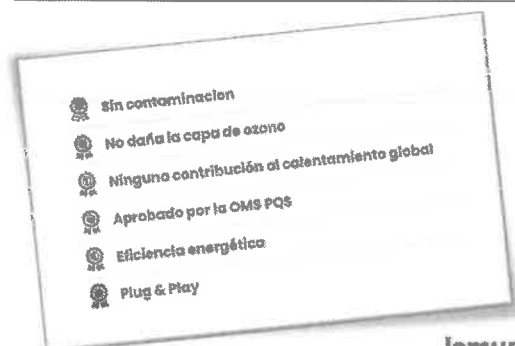 Sin contaminacion
No daña la capa de ozono
Ninguna contribución al calentamiento global
Aprobado por la OMS PQS
Eficiencia energética
Plug & Play